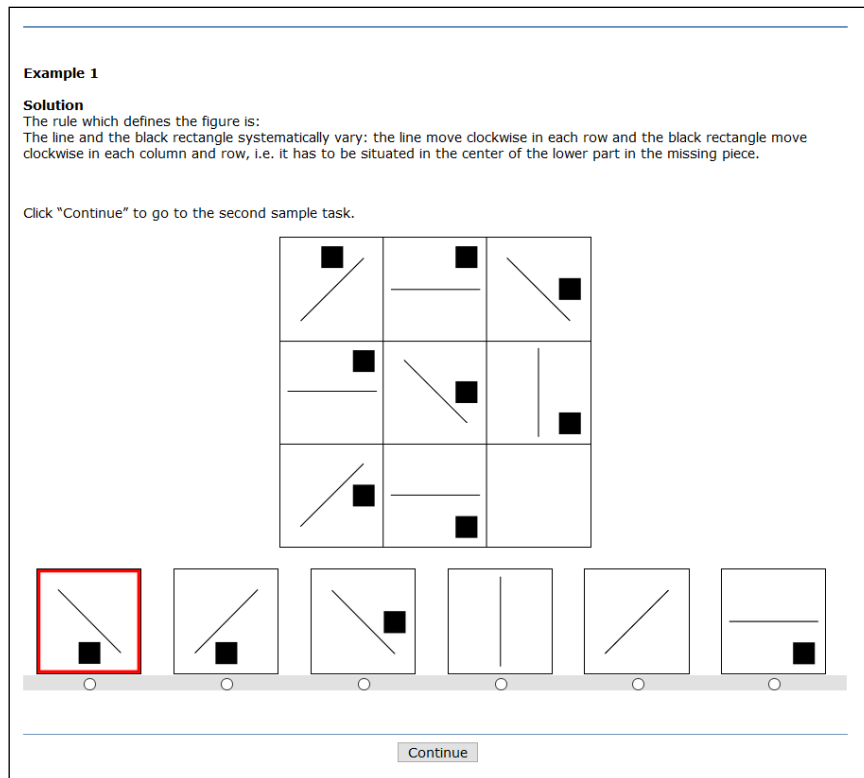 Example 1
Solution
The rule which defines the figure is:
The line and the black rectangle systematically vary: the line move clockwise in each row and the black rectangle move
clockwise in each column and row, i.e. it has to be situated in the center of the lower part in the missing piece.
Click “Continue” to go to the second sample task.
Continue